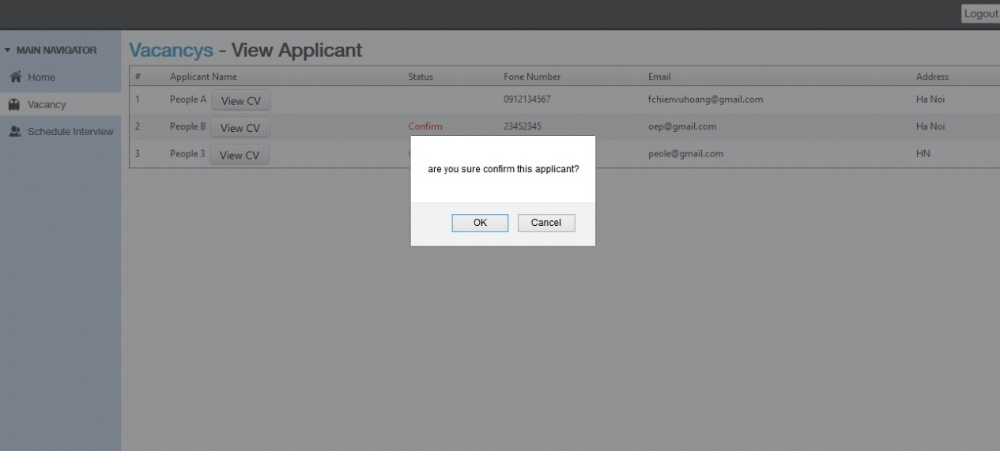 Logout
MAIN NAVIGATOR
Home
Vacancy
Schedule Interview
Vacancys - View Applicant
# Applicant Name Status Fone Number Email Address
1 People A View CV 0912134567 fchienvuhoang@gmail.com Ha Noi
2 People B View CV Confirm 23452345 oep@gmail.com Ha Noi
3 People 3 View CV peole@gmail.com HN
are you sure confirm this applicant?
OK Cancel